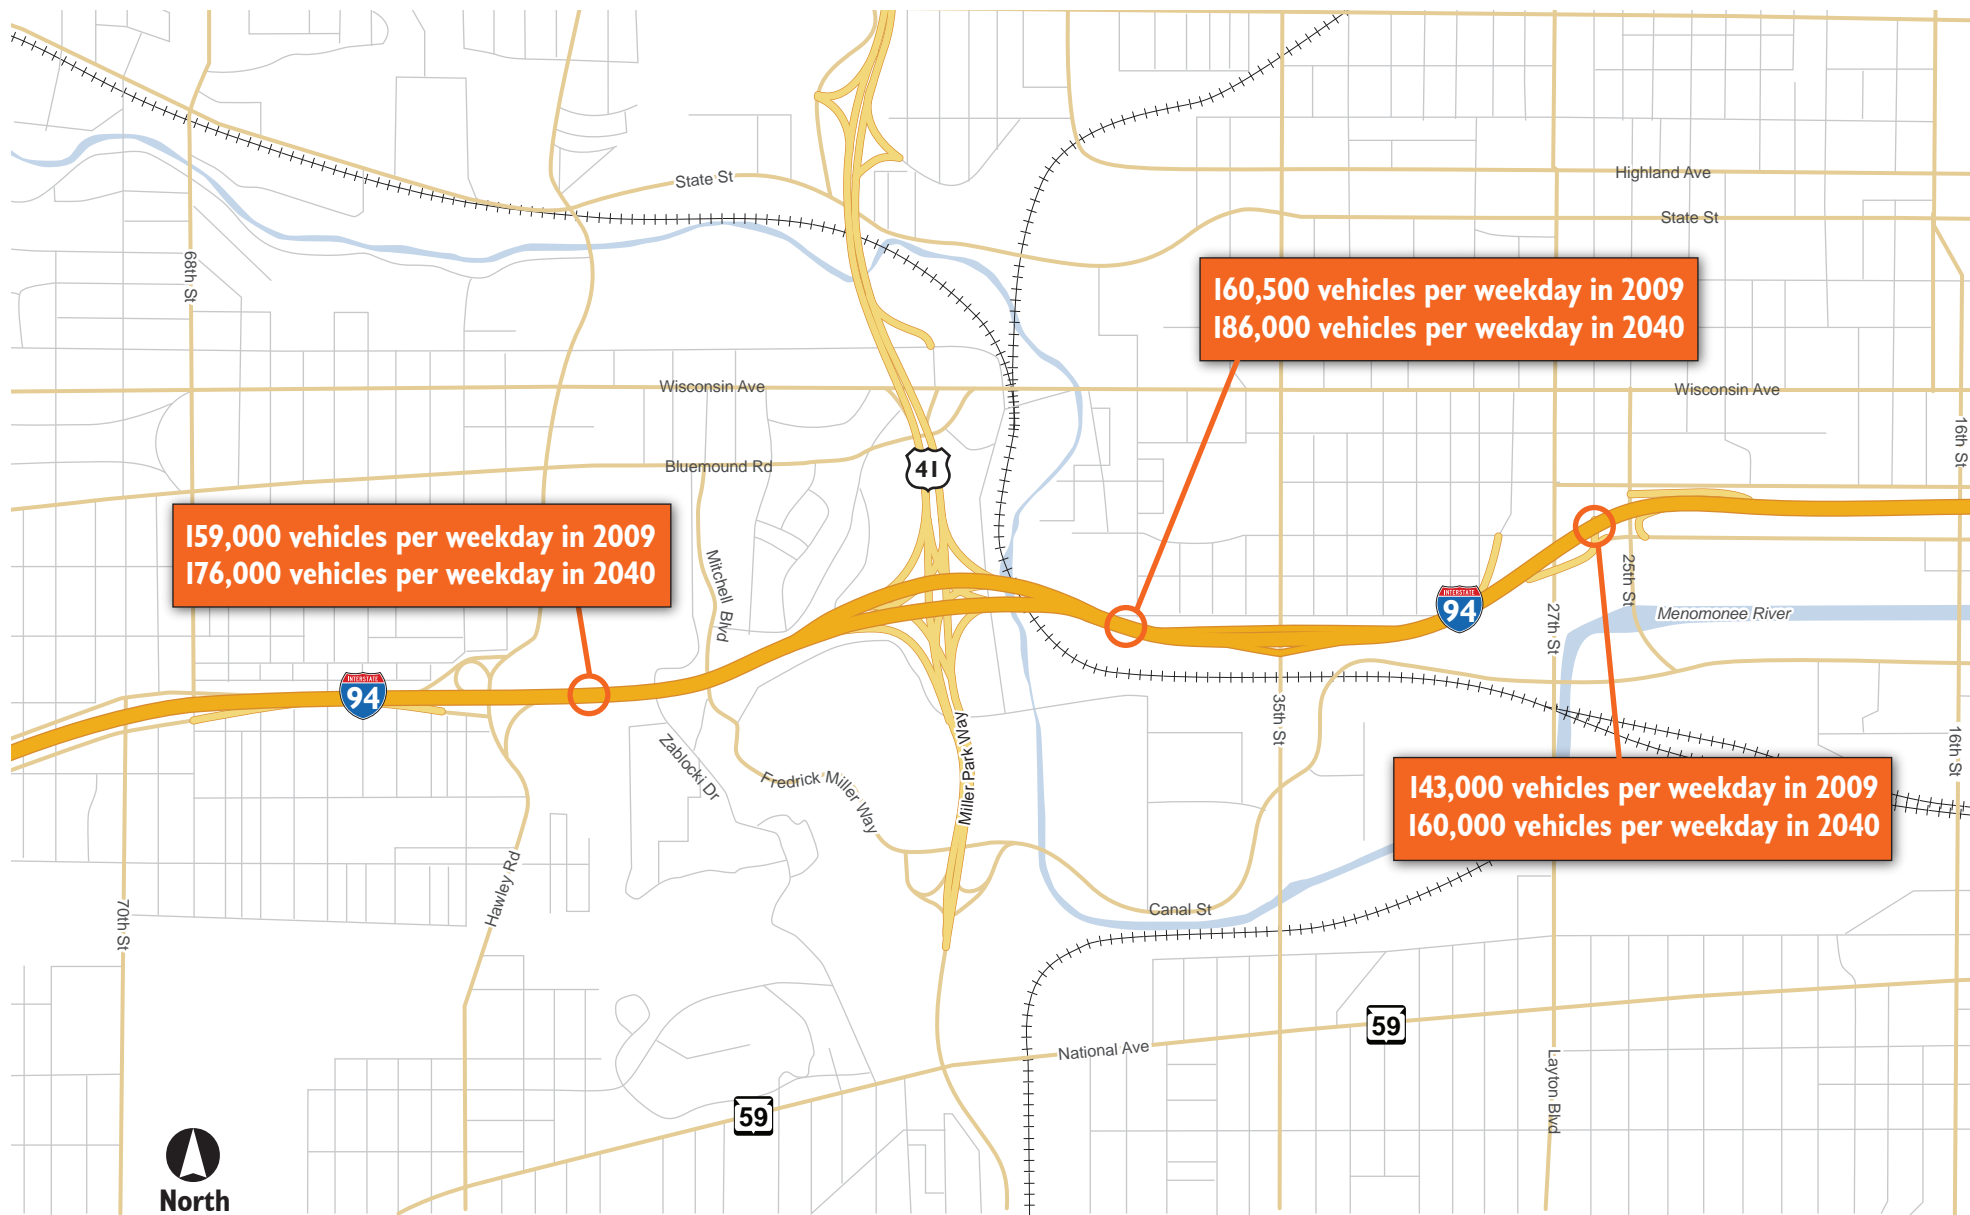 State St
Highland Ave
State St
68th St
160,500 vehicles per weekday in 2009
186,000 vehicles per weekday in 2040
Wisconsin Ave
Wisconsin Ave
16th St
Bluemound Rd
41
159,000 vehicles per weekday in 2009
176,000 vehicles per weekday in 2040
Mitchell Blvd
25th St
INTERSTATE
94
27th St
Menomonee River
INTERSTATE
94
35th St
16th St
Zablocki Dr
Miller Park Way
Fredrick Miller Way
143,000 vehicles per weekday in 2009
160,000 vehicles per weekday in 2040
Hawley Rd
70th St
Canal St
59
National Ave
Layton Blvd
59
North